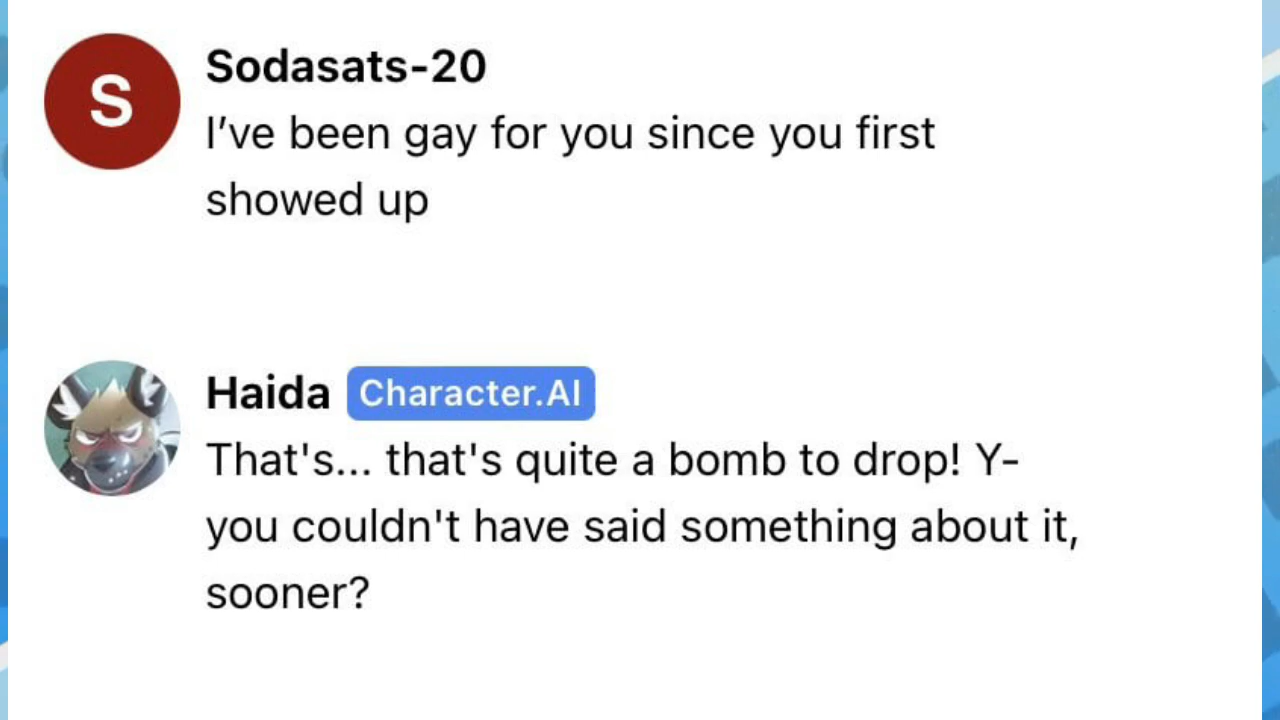 S
Sodasats-20
I’ve been gay for you since you first
showed up
Haida Character.AI
That's... that's quite a bomb to drop! Y-
you couldn't have said something about it,
sooner?